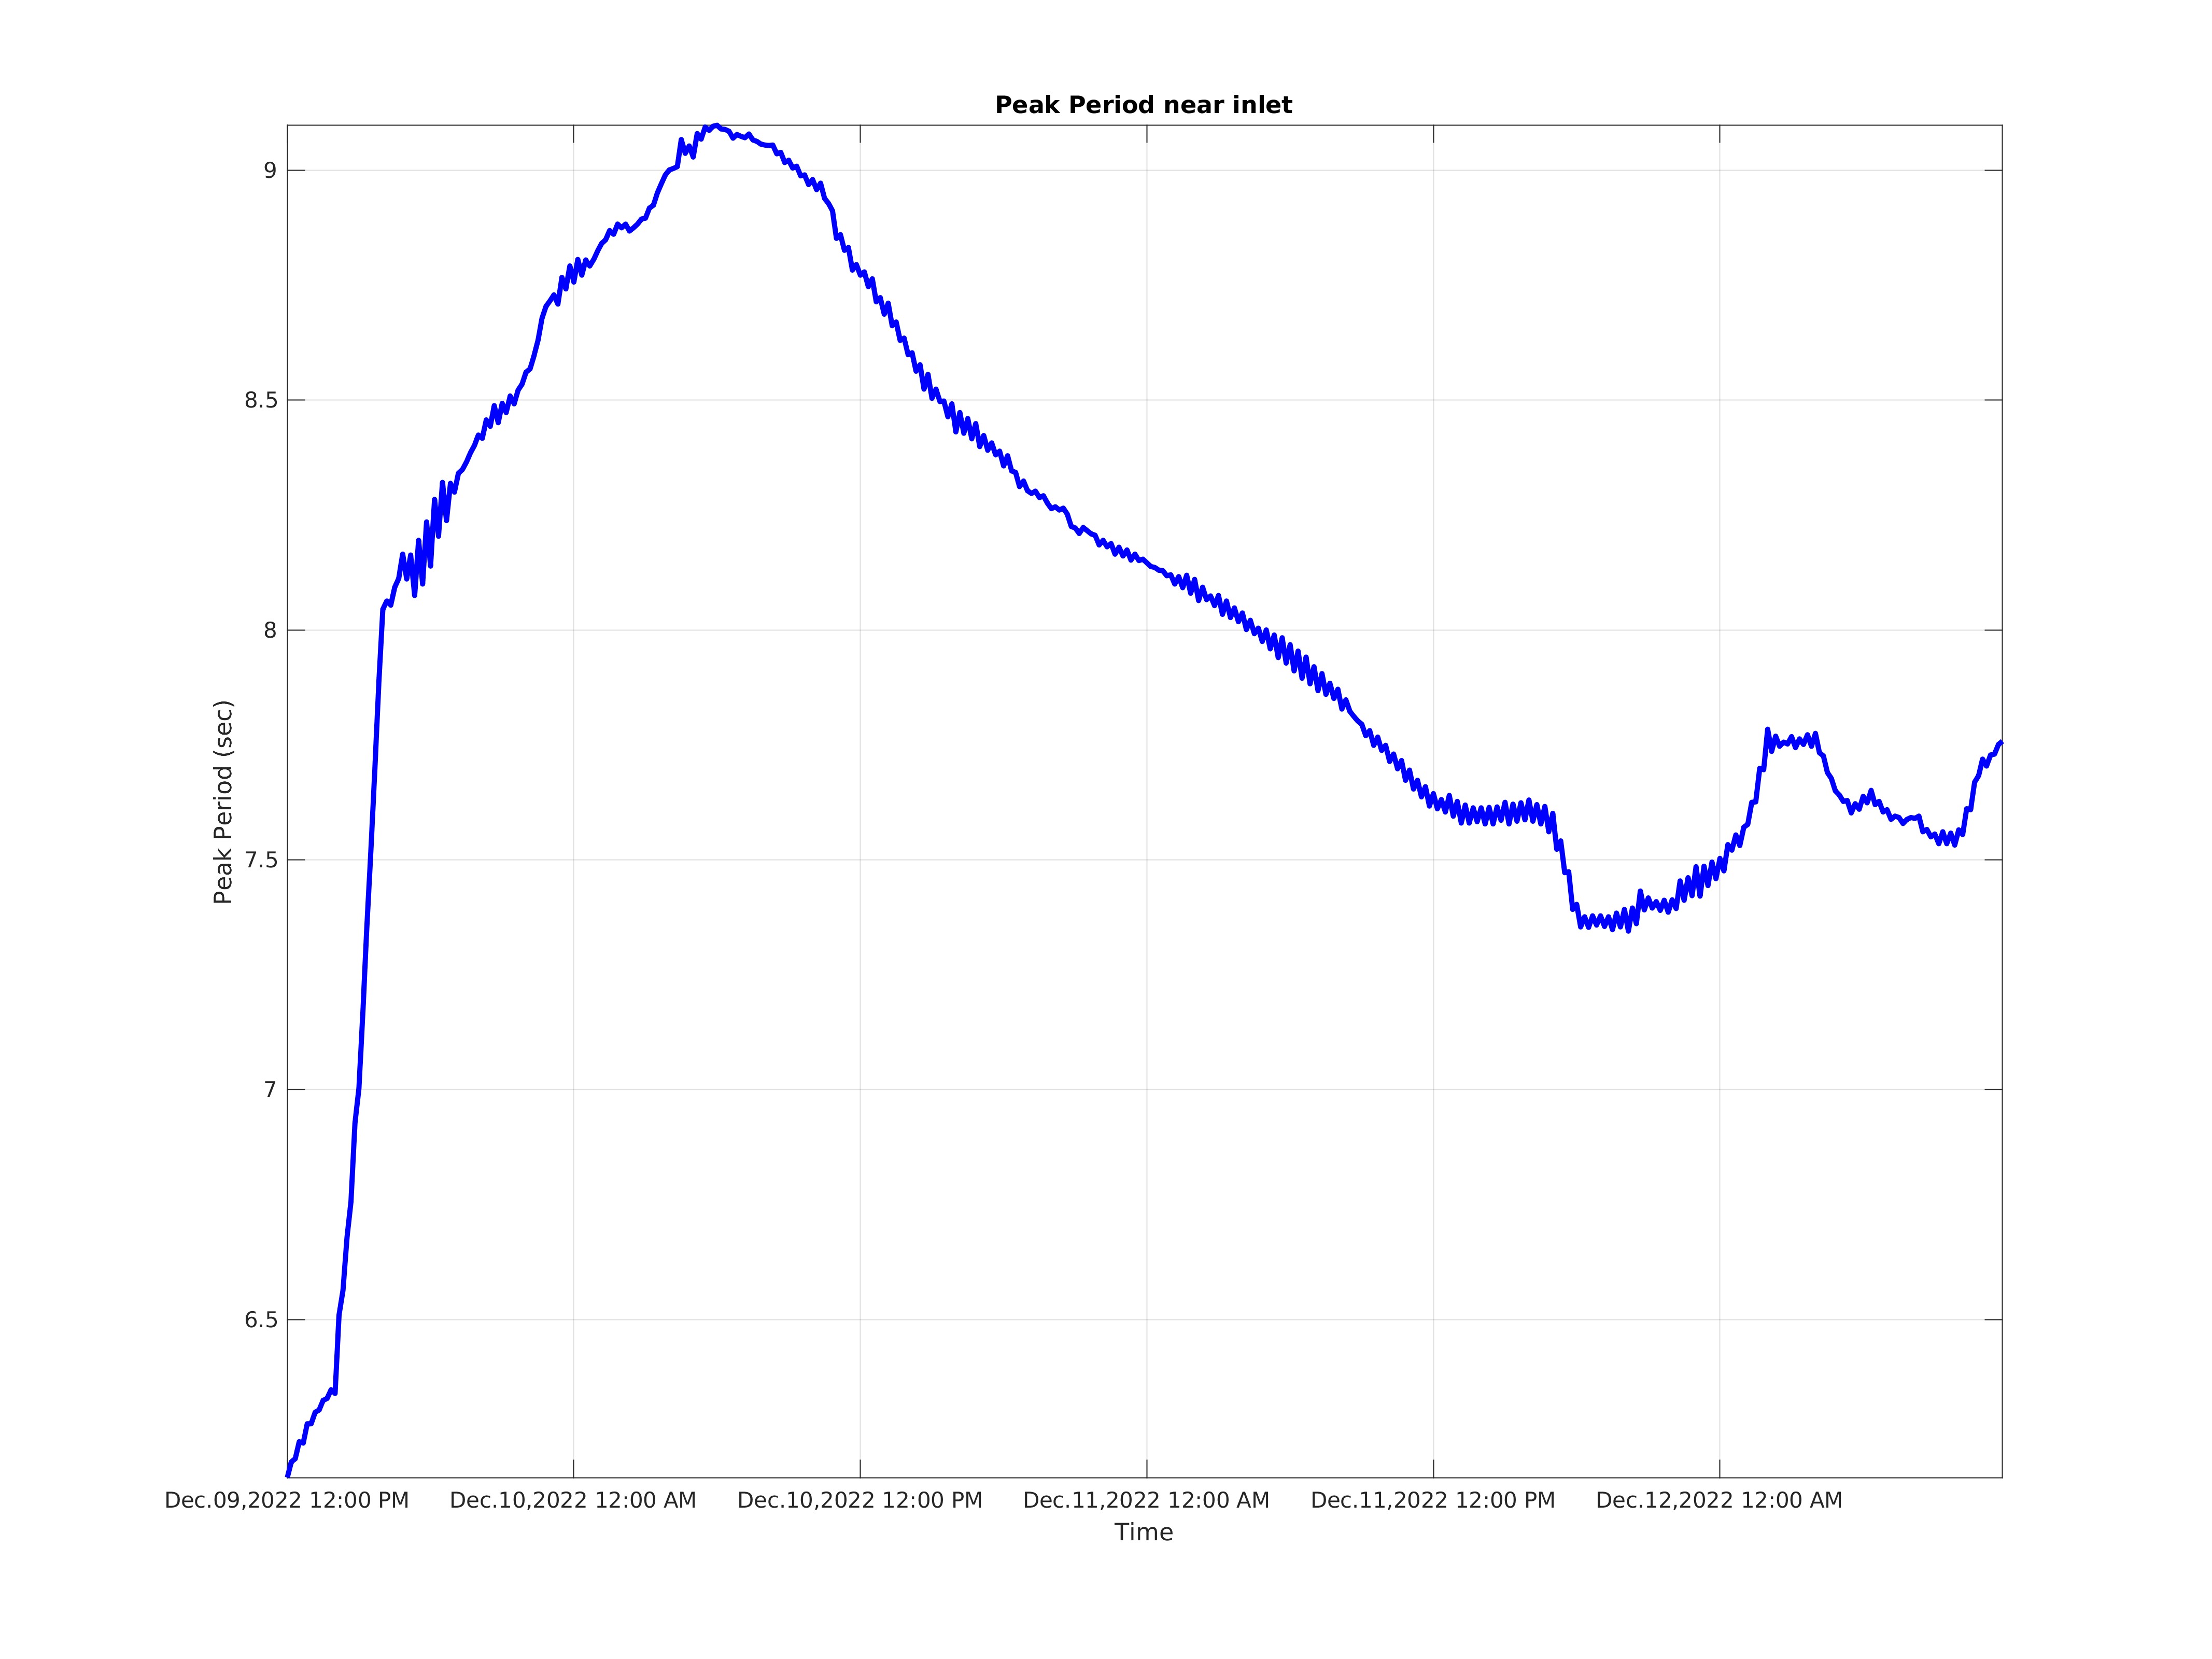 Peak Period near inlet
9
8.5
8
7.5
7
6.5
Peak Period (sec)
Dec.09,2022 12:00 PM Dec.10,2022 12:00 AM Dec.10,2022 12:00 PM Dec.11,2022 12:00 AM Dec.11,2022 12:00 PM Dec.12,2022 12:00 AM
Time